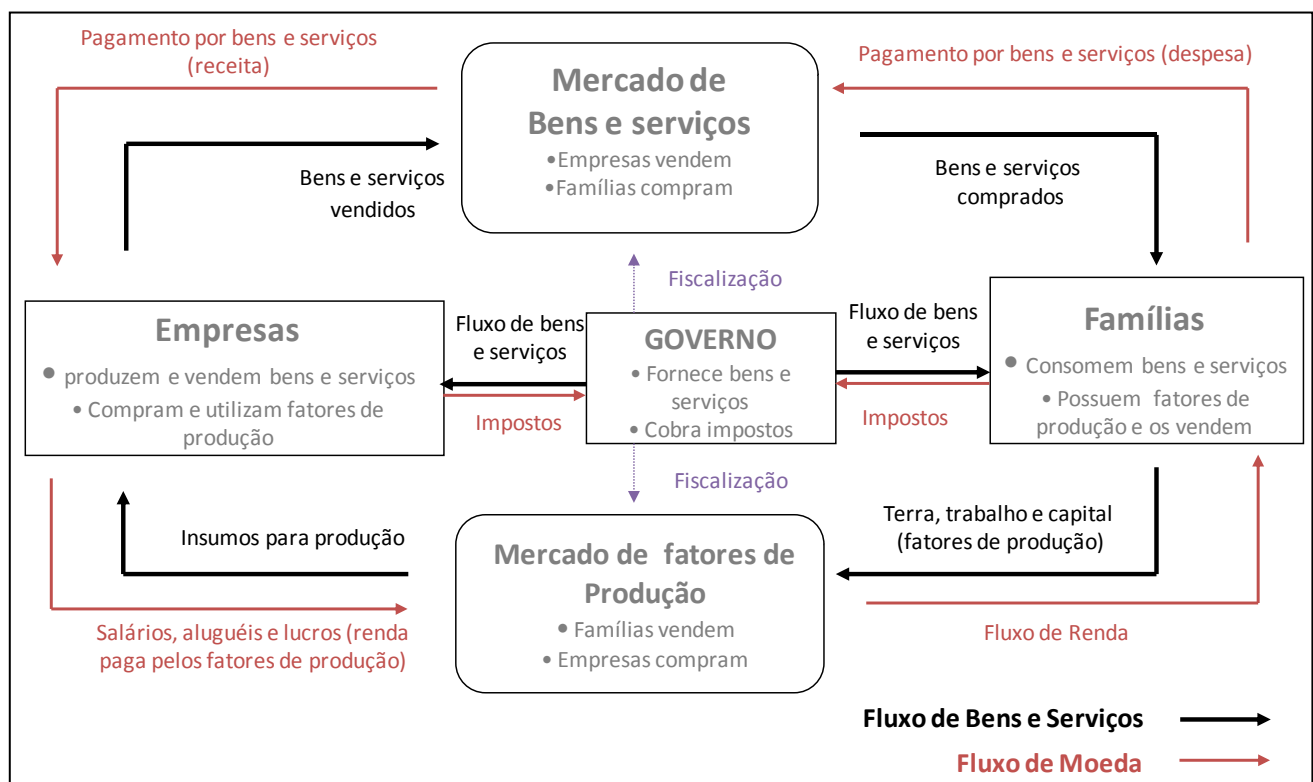 Pagamento por bens e serviços
(receita)
Mercado de
Bens e serviços
•Empresas vendem
•Famílias compram
Pagamento por bens e serviços (despesa)
Bens e serviços
vendidos
Bens e serviços
comprados
Fiscalização
Empresas
• produzem e vendem bens e serviços
• Compram e utilizam fatores de
produção
Fluxo de bens
e serviços
Impostos
GOVERNO
• Fornece bens e
serviços
• Cobra impostos
Fluxo de bens
e serviços
Impostos
Famílias
• Consomem bens e serviços
• Possuem fatores de
produção e os vendem
Fiscalização
Insumos para produção
Terra, trabalho e capital
(fatores de produção)
Mercado de fatores de
Produção
• Famílias vendem
• Empresas compram
Salários, aluguéis e lucros (renda
paga pelos fatores de produção)
Fluxo de Renda
Fluxo de Bens e Serviços
Fluxo de Moeda